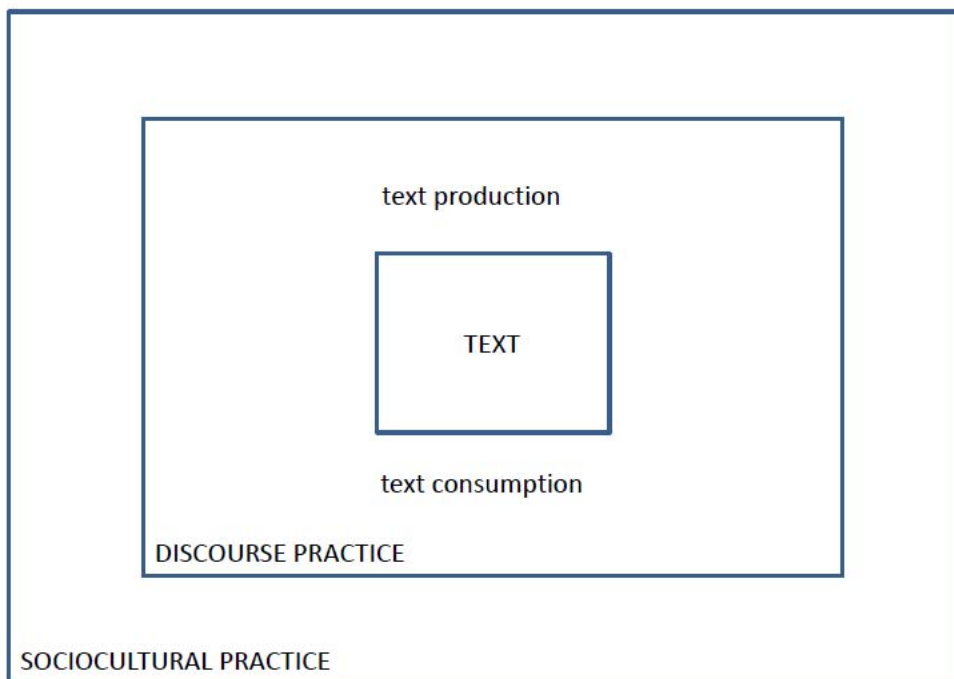 text production
TEXT
text consumption
DISCOURSE PRACTICE
SOCIOCULTURAL PRACTICE